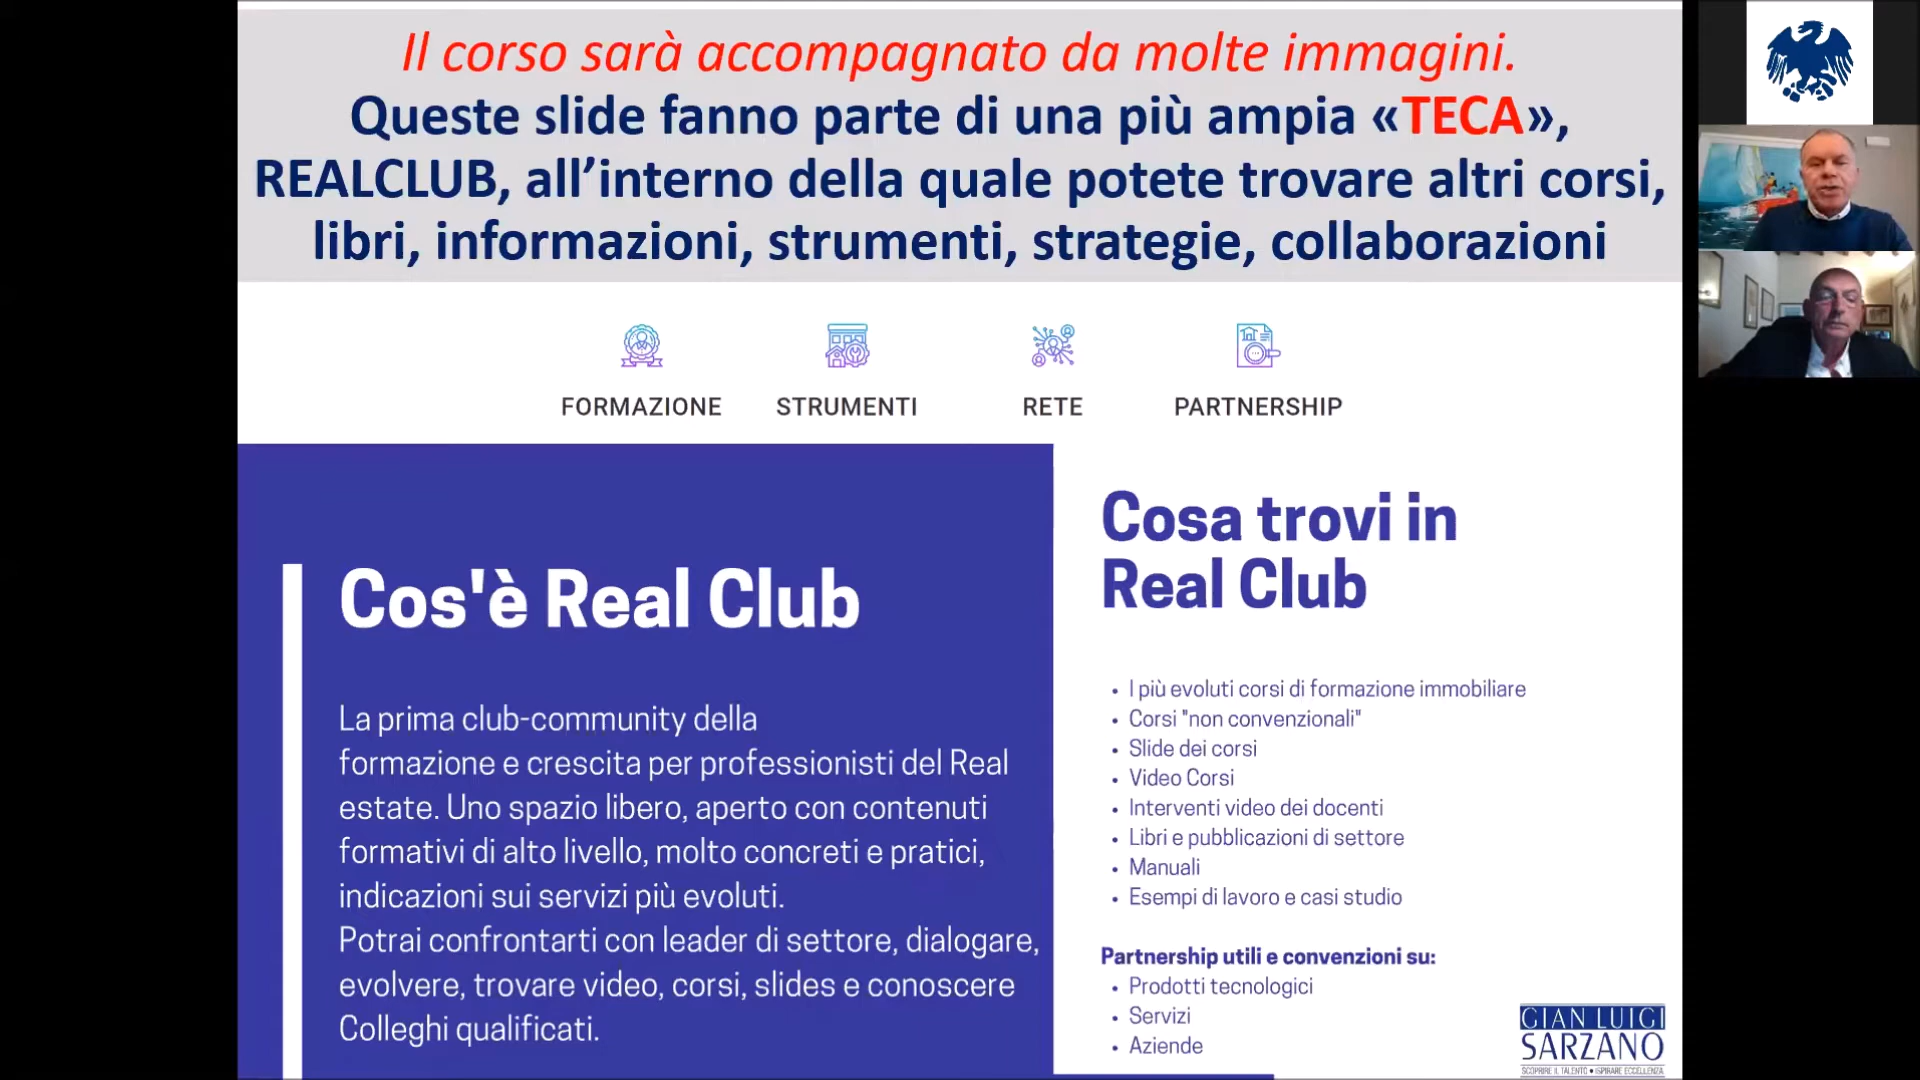 Il corso sarà accompagnato da molte immagini.
Queste slide fanno parte di una più ampia «TECA»,
REALCLUB, all’interno della quale potete trovare altri corsi,
libri, informazioni, strumenti, strategie, collaborazioni
FORMAZIONE
STRUMENTI
RETE
PARTNERSHIP
Cos'è Real Club
La prima club-community della
formazione e crescita per professionisti del Real
estate. Uno spazio libero, aperto con contenuti
formativi di alto livello, molto concreti e pratici,
indicazioni sui servizi più evoluti.
Potrai confrontarti con leader di settore, dialogare,
evolvere, trovare video, corsi, slides e conoscere
Colleghi qualificati.
Cosa trovi in
Real Club
• I più evoluti corsi di formazione immobiliare
• Corsi "non convenzionali"
• Slide dei corsi
• Video Corsi
• Interventi video dei docenti
• Libri e pubblicazioni di settore
• Manuali
• Esempi di lavoro e casi studio
Partnership utili e convenzioni su:
• Prodotti tecnologici
• Servizi
• Aziende
GIAN LUIGI
SARZANO
SCOPRIRE IL TALENTO • ISPIRARE ECCELLENZA